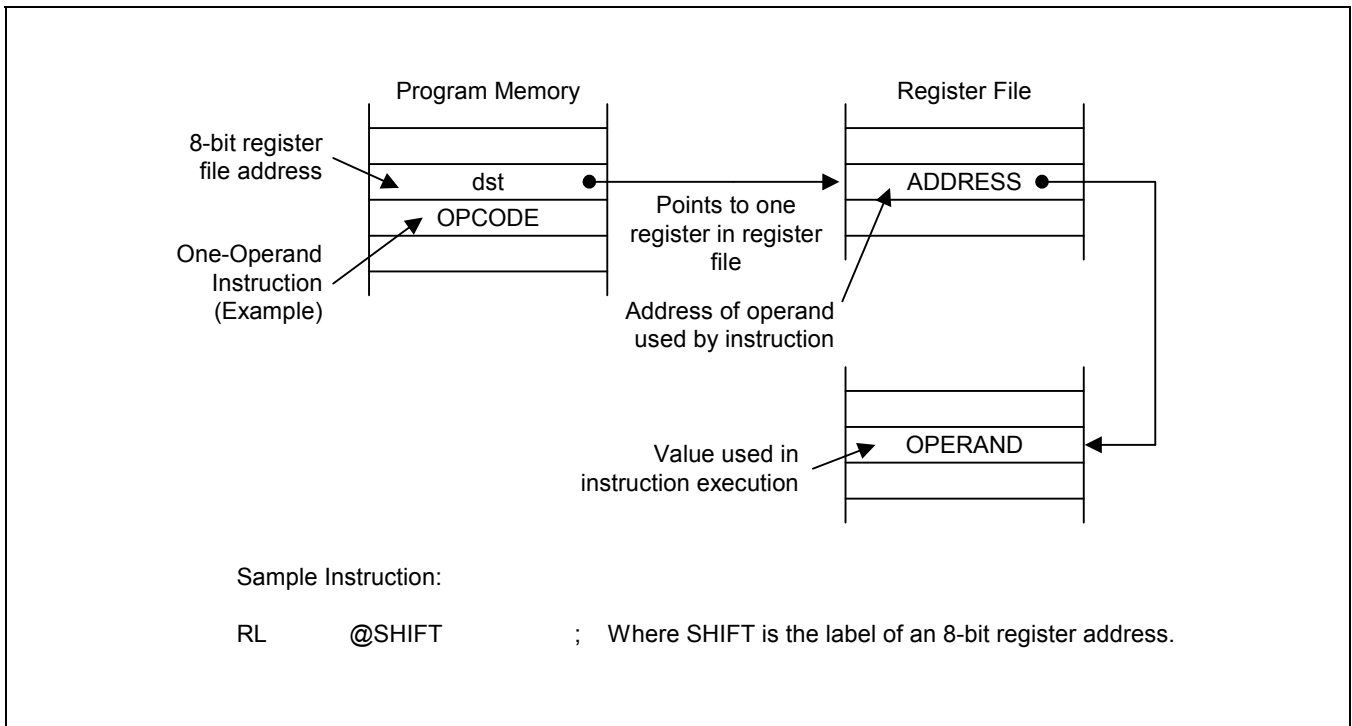 Program Memory
Register File
8-bit register
file address
dst
ADDRESS
OPCODE
Points to one
register in register
file
One-Operand
Instruction
(Example)
Address of operand
used by instruction
Value used in
instruction execution
OPERAND
Sample Instruction:
RL @SHIFT ; Where SHIFT is the label of an 8-bit register address.